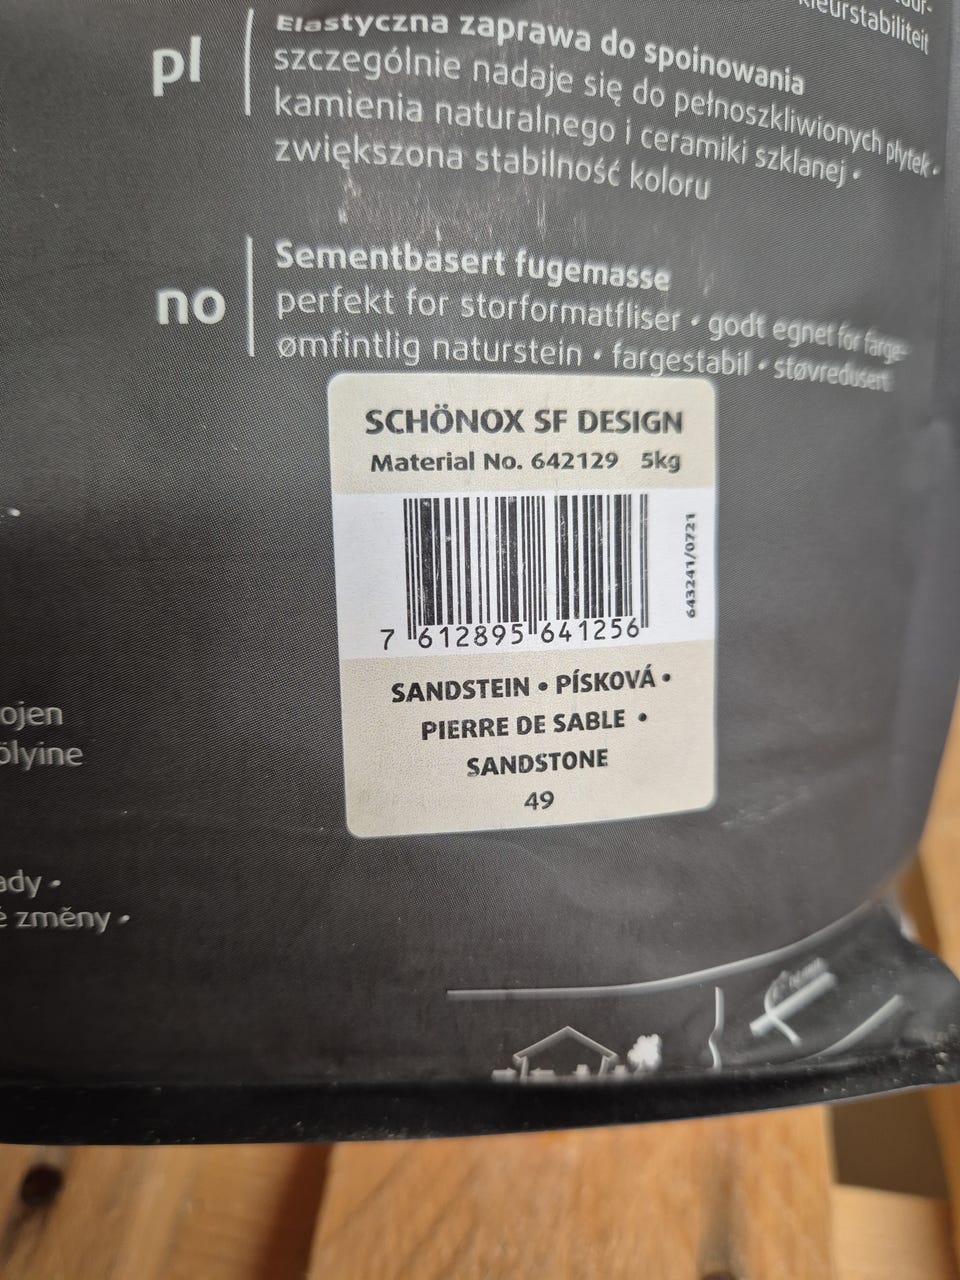 kleurstabiliteit
pl
Elastyczna zaprawa do spoinowania
szczególnie nadaje się do pełnoszkliwionych płytek •
kamienia naturalnego i ceramiki szklanej •
zwiększona stabilność koloru
no
Sementbasert fugemasse
perfekt for storformatfliser • godt egnet for farge-
ømfintlig naturstein • fargestabil • støvredusert
SCHÖNOX SF DESIGN
Material No. 642129 5kg
643241/0721
7 612895 641256
SANDSTEIN • PÍSKOVÁ •
PIERRE DE SABLE •
SANDSTONE
49
ojen
ölyine
ady •
é změny •